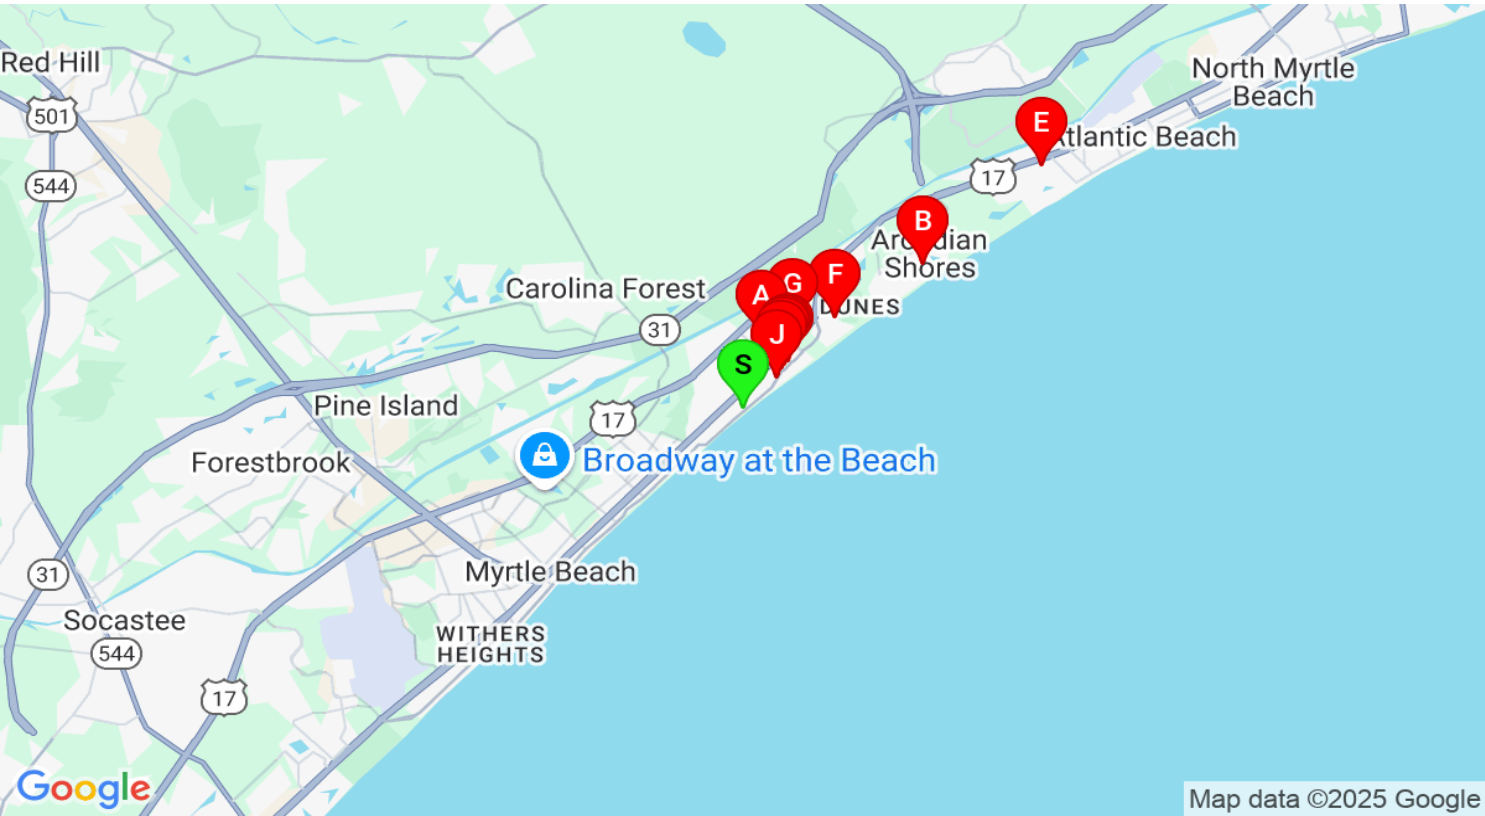 Red Hill
501
544
North Myrtle
Beach
E
Atlantic Beach
17
B
Arcadian
Shores
Carolina Forest
A
G
F
DUNES
31
J
S
Pine Island
17
Forestbrook
Broadway at the Beach
31
Myrtle Beach
Socastee
544
WITHERS
HEIGHTS
17
Google
Map data ©2025 Google